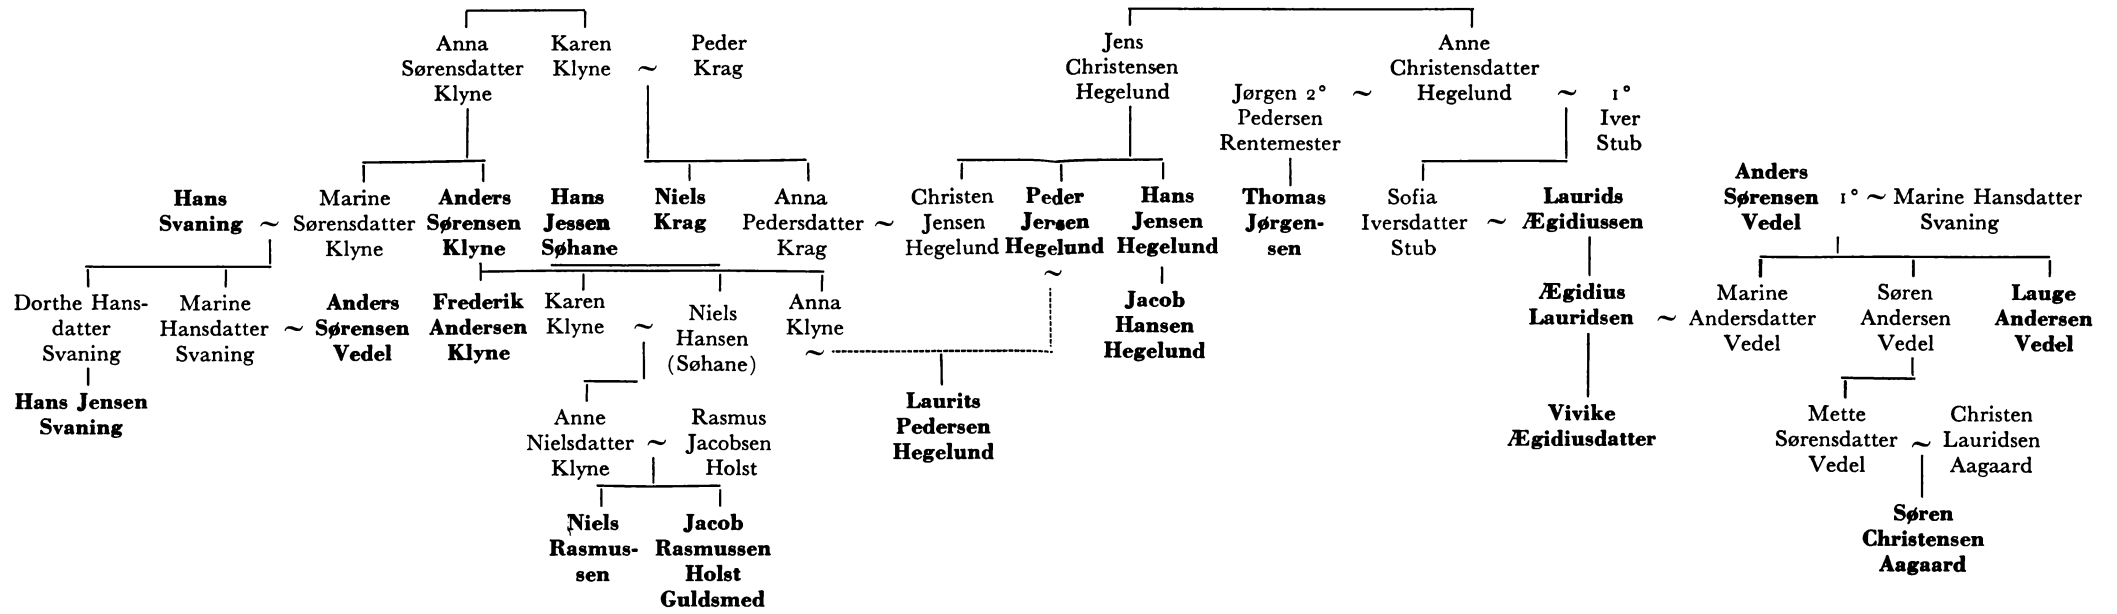 Anna
Sørensdatter
Klyne
Karen
Klyne
~
Peder
Krag
Jens
Christensen
Hegelund
Jørgen 2°
Pedersen
Rentemester
~
Anne
Christensdatter
Hegelund
~
1°
Iver
Stub
Hans
Svaning
~
Marine
Sørensdatter
Klyne
Anders
Sørensen
Klyne
Hans
Jessen
Søhane
Niels
Krag
Anna
Pedersdatter
Krag
~
Christen
Jensen
Hegelund
Peder
Jensen
Hegelund
~
Hans
Jensen
Hegelund
Thomas
Jørgen-
sen
Sofia
Iversdatter
Stub
~
Laurids
Ægidiussen
Anders
Sørensen
Vedel
1° ~
Marine Hansdatter
Svaning
Dorthe Hans-
datter
Svaning
Marine
Hansdatter
Svaning
~
Anders
Sørensen
Vedel
Frederik
Andersen
Klyne
Karen
Klyne
~
Niels
Hansen
(Søhane)
Anna
Klyne
~
Jacob
Hansen
Hegelund
Ægidius
Lauridsen
~
Marine
Andersdatter
Vedel
Søren
Andersen
Vedel
Lauge
Andersen
Vedel
Hans Jensen
Svaning
Anne
Nielsdatter
Klyne
~
Rasmus
Jacobsen
Holst
Laurits
Pedersen
Hegelund
Vivike
Ægidiusdatter
Mette
Sørensdatter
Vedel
~
Christen
Lauridsen
Aagaard
Niels
Rasmus-
sen
Jacob
Rasmussen
Holst
Guldsmed
Søren
Christensen
Aagaard